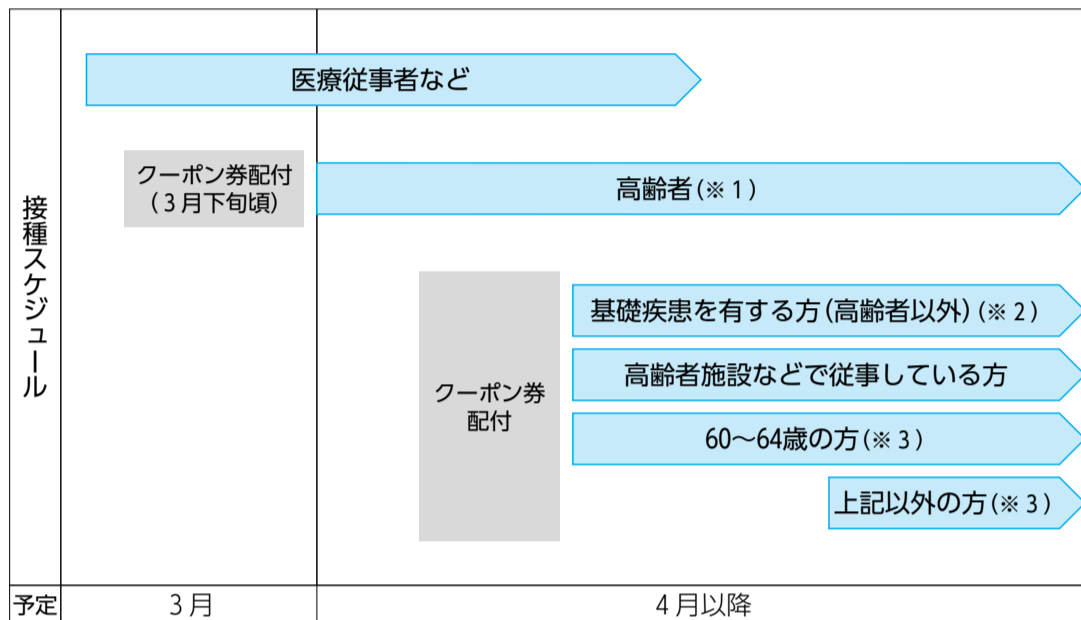 接種スケジュール
医療従事者など
クーポン券配付
(3月下旬頃)
高齢者(※1)
クーポン券
配付
基礎疾患を有する方(高齢者以外)(※2)
高齢者施設などで従事している方
60〜64歳の方(※3)
上記以外の方(※3)
予定
3月
4月以降